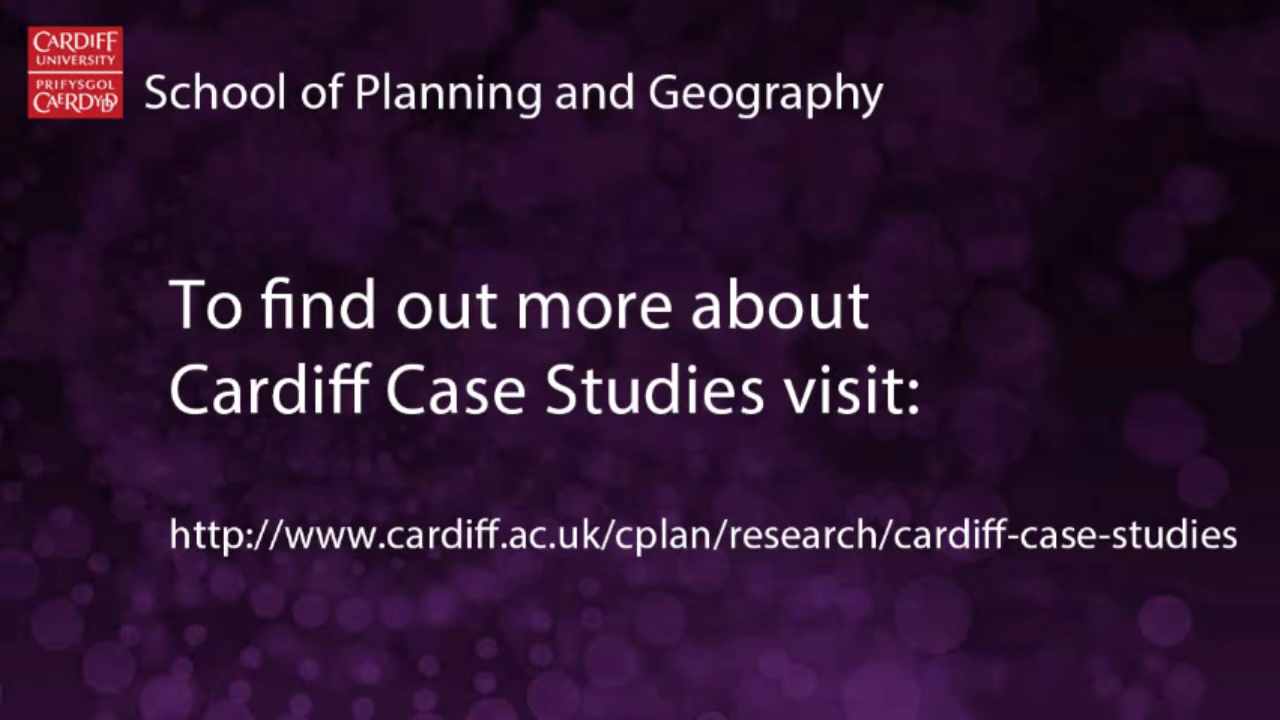 CARDIFF
UNIVERSITY
PRIFYSGOL
CAERDYDD
School of Planning and Geography
To find out more about
Cardiff Case Studies visit:
http://www.cardiff.ac.uk/cplan/research/cardiff-case-studies